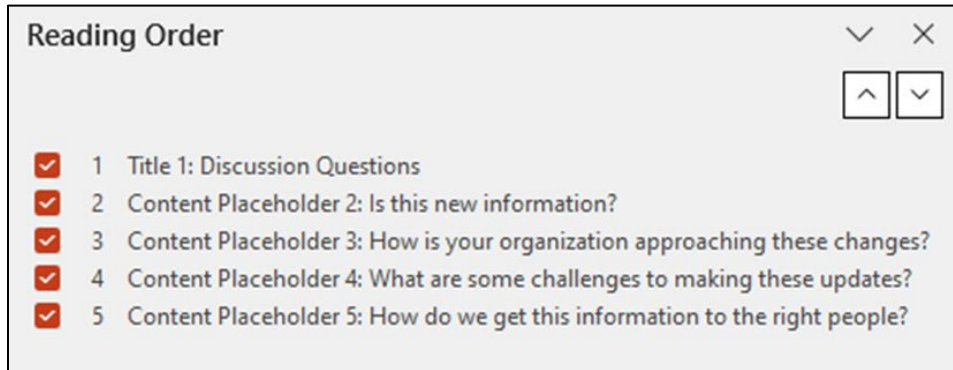 Reading Order
1 Title 1: Discussion Questions
2 Content Placeholder 2: Is this new information?
3 Content Placeholder 3: How is your organization approaching these changes?
4 Content Placeholder 4: What are some challenges to making these updates?
5 Content Placeholder 5: How do we get this information to the right people?